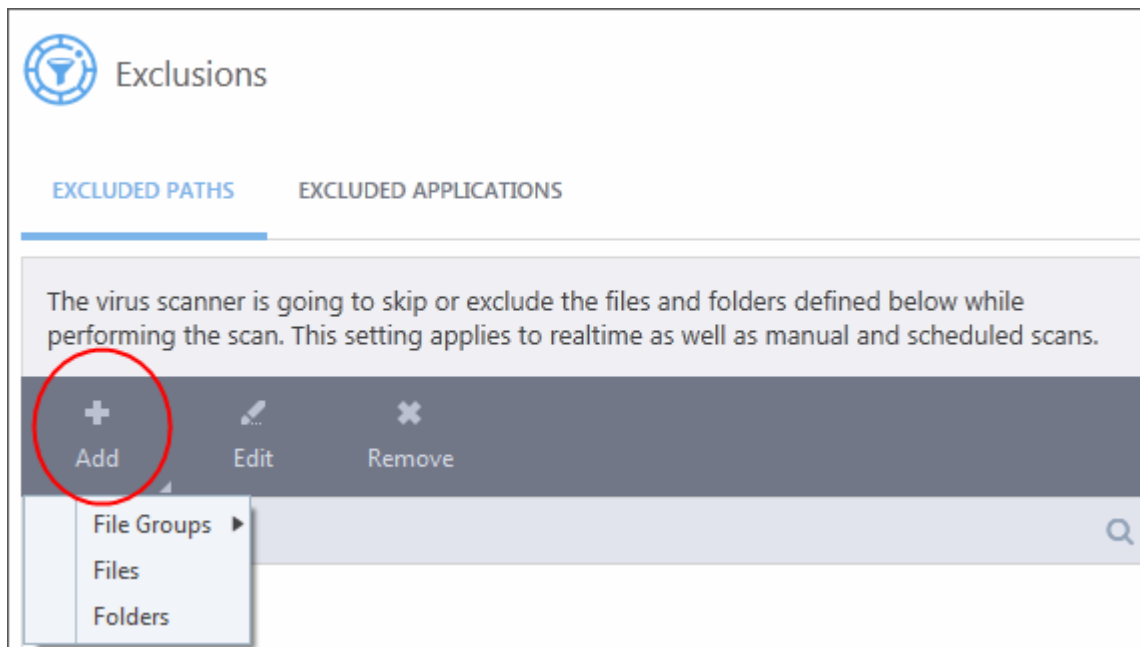 Exclusions
EXCLUDED PATHS EXCLUDED APPLICATIONS
The virus scanner is going to skip or exclude the files and folders defined below while
performing the scan. This setting applies to realtime as well as manual and scheduled scans.
Add Edit Remove
File Groups
Files
Folders